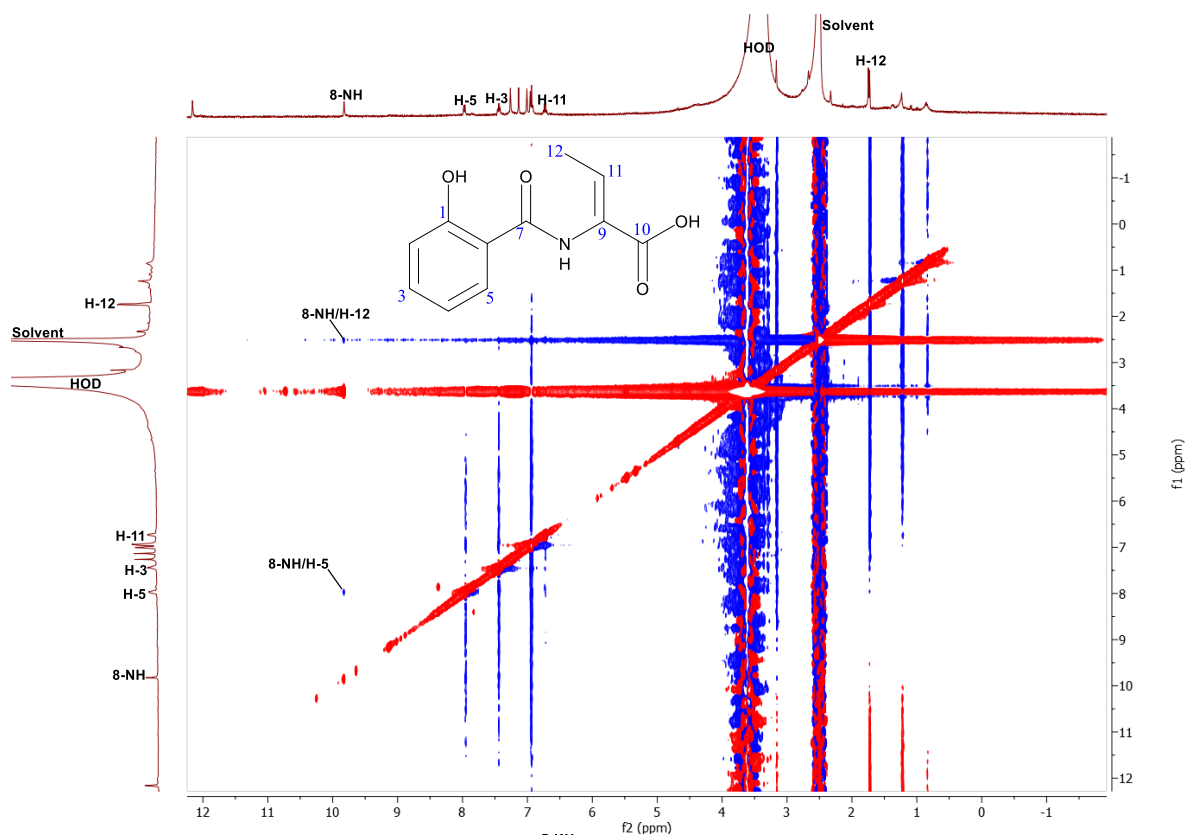 Solvent
HOD
H-12
8-NH
H-5
H-3
H-11
12
11
OH
O
1
7
N
H
9
10
OH
O
3
5
H-12
Solvent
HOD
H-11
H-3
H-5
8-NH
8-NH/H-12
8-NH/H-5
-1
0
1
2
3
4
5
6
7
8
9
10
11
12
f1 (ppm)
12 11 10 9 8 7 6 5 4 3 2 1 0 -1
f2 (ppm)